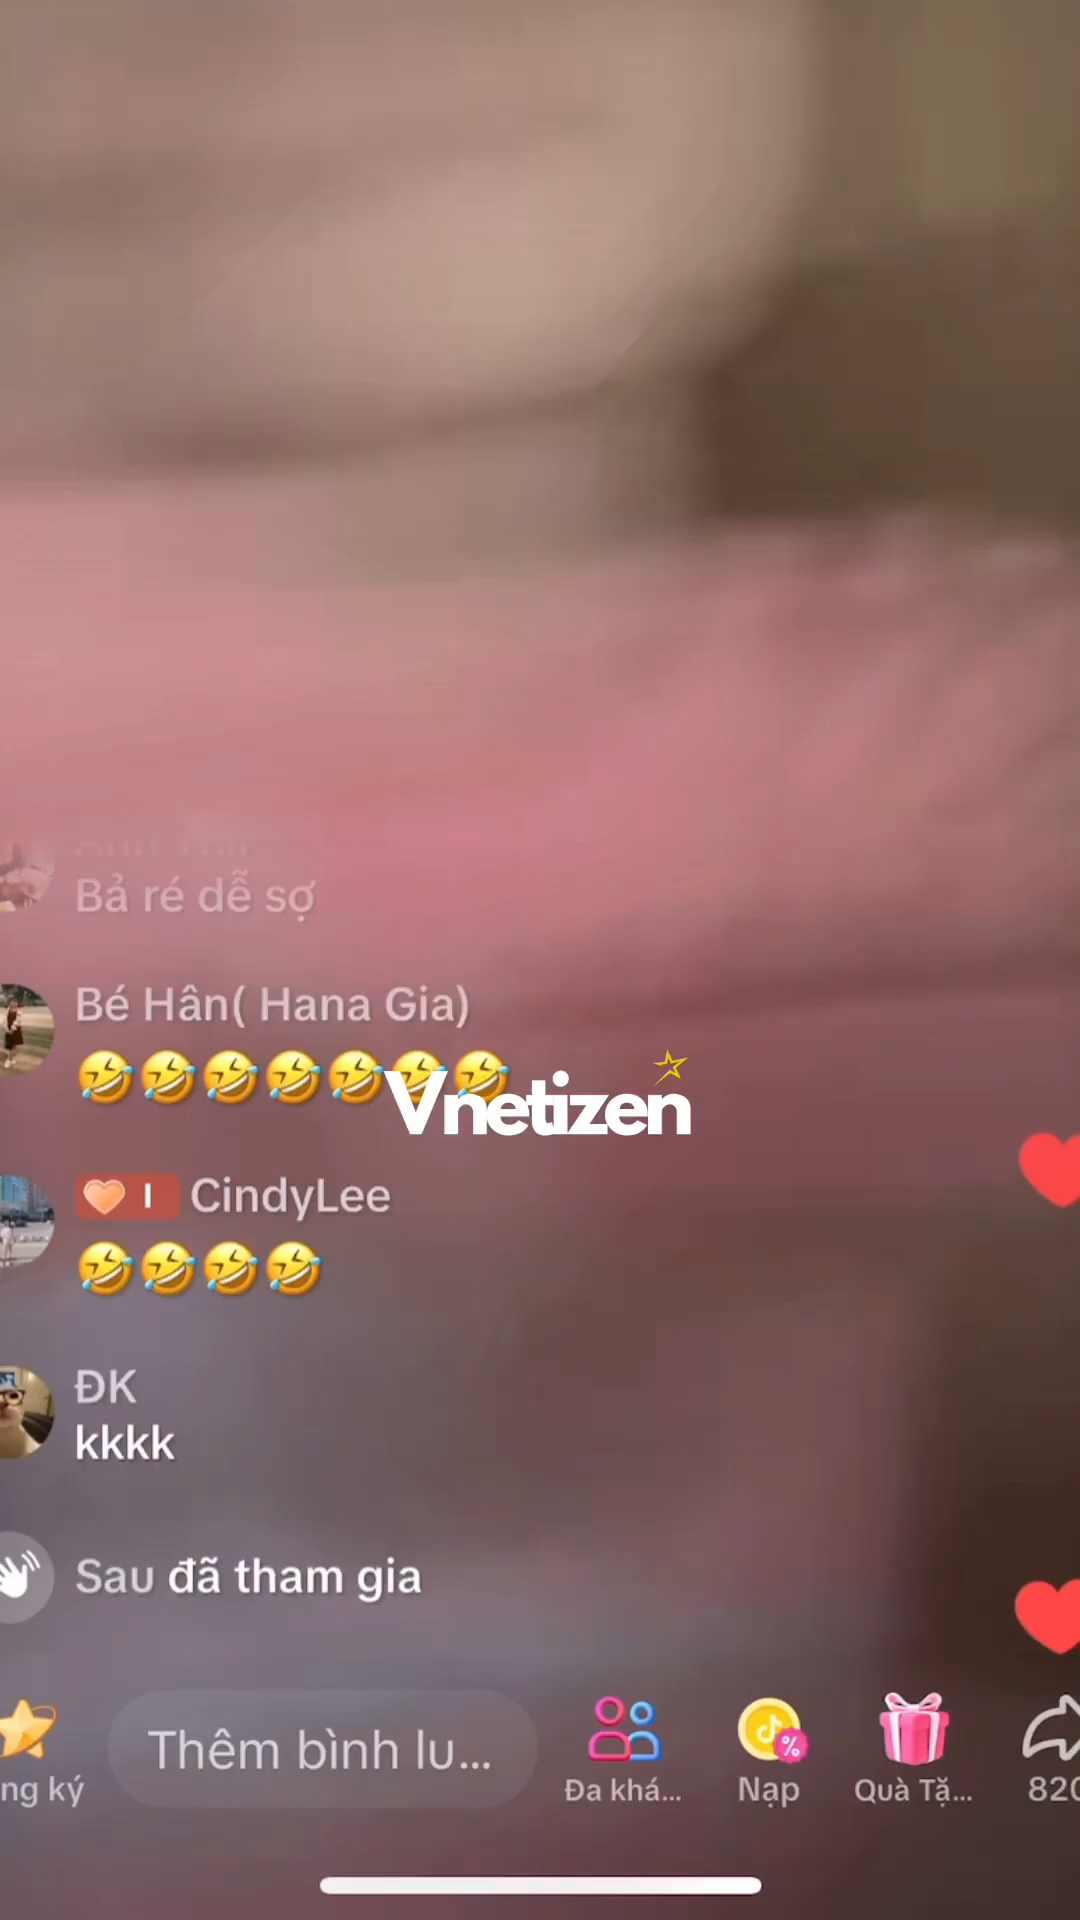 Bả ré dễ sợ
Bé Hân( Hana Gia)
🤣🤣🤣🤣🤣🤣🤣
Vnetizen
I CindyLee
🤣🤣🤣🤣
ĐK
kkkk
Sau đã tham gia
Thêm bình lu...
ng ký
Đa khá...
Nạp
Quà Tặ...
820